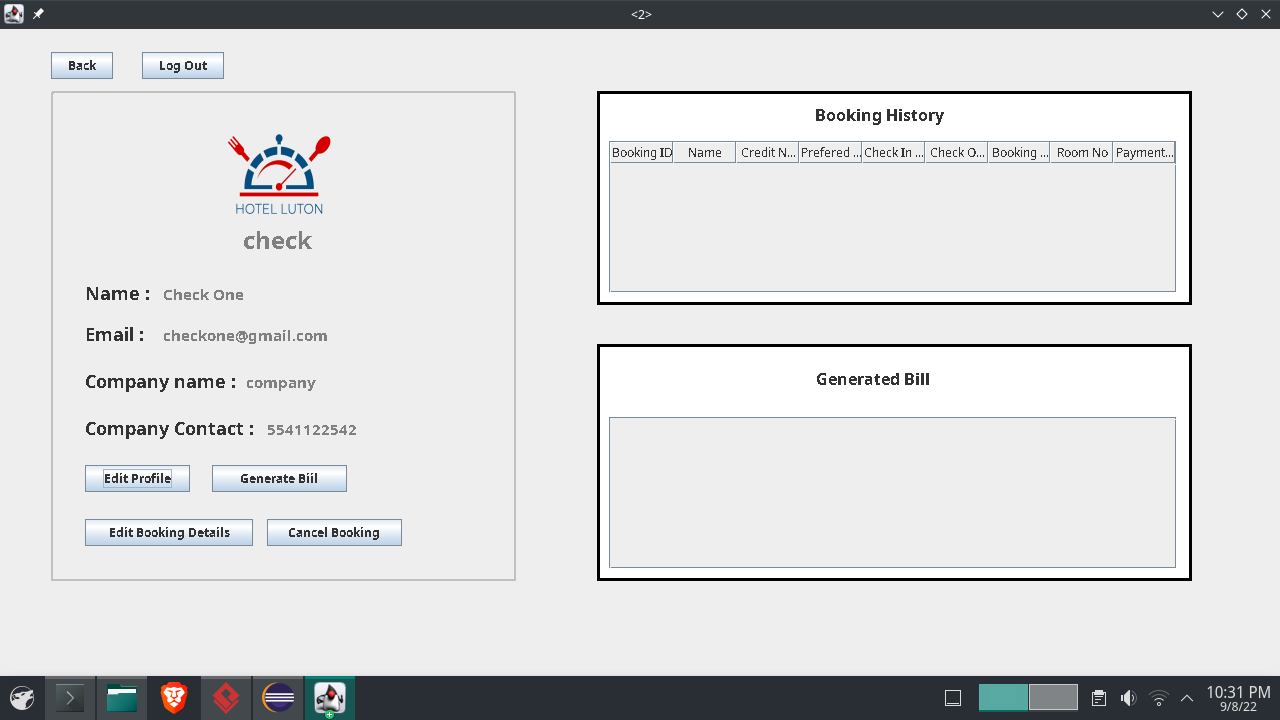 <2>
Back
Log Out
HOTEL LUTON
check
Name : Check One
Email : checkone@gmail.com
Company name : company
Company Contact : 5541122542
Edit Profile
Generate Biil
Edit Booking Details
Cancel Booking
Booking History
Booking ID Name Credit N... Prefered ... Check In ... Check O... Booking ... Room No Payment...
Generated Bill
10:31 PM
9/8/22